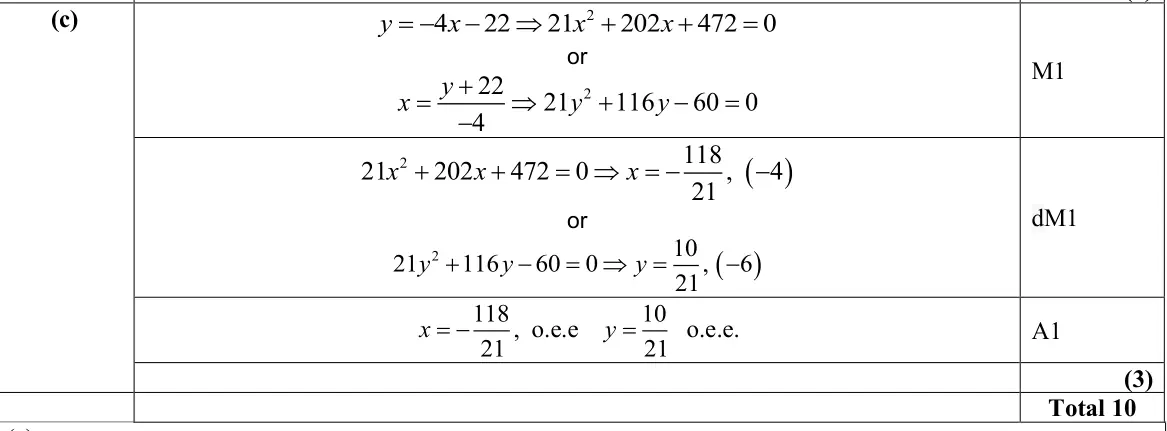 (c)
y = −4x − 22 ⇒ 21x² + 202x + 472 = 0
or
x = (y + 22)/(−4) ⇒ 21y² + 116y − 60 = 0
M1
21x² + 202x + 472 = 0 ⇒ x = −118/21, (−4)
or
21y² + 116y − 60 = 0 ⇒ y = 10/21, (−6)
dM1
x = −118/21, o.e.e y = 10/21 o.e.e.
A1
(3)
Total 10